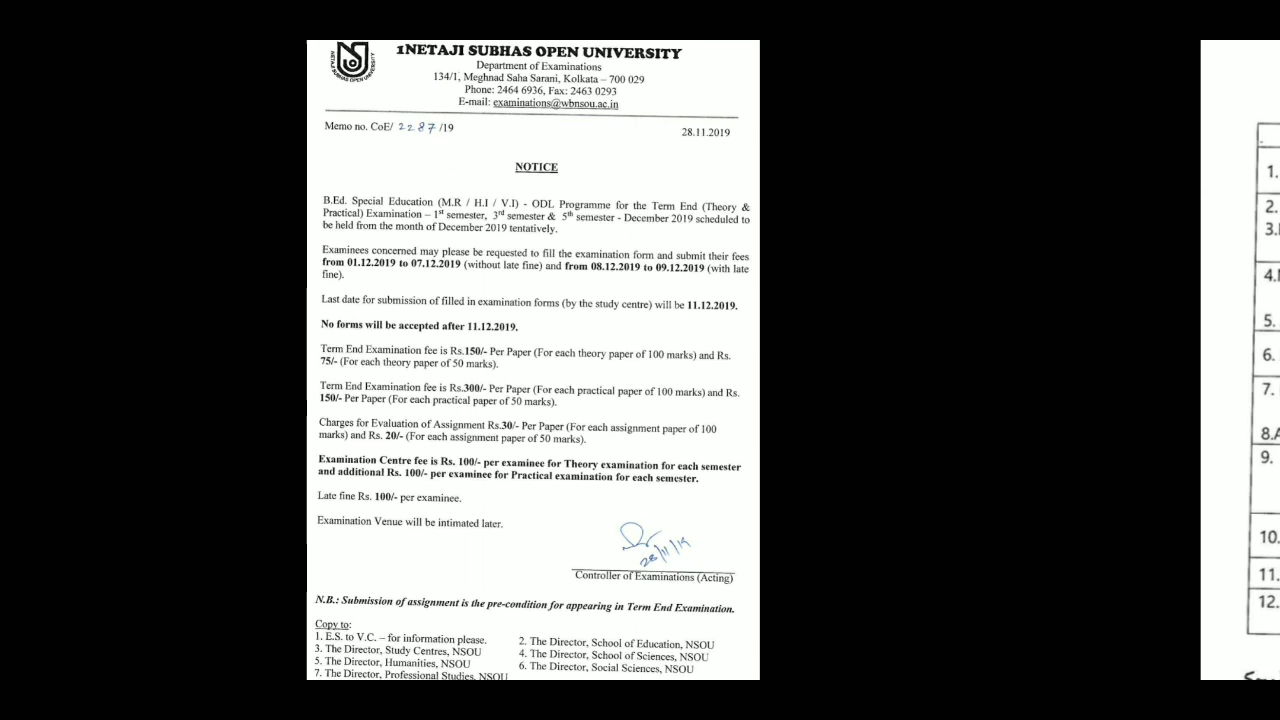 1NETAJI SUBHAS OPEN UNIVERSITY
Department of Examinations
134/1, Meghnad Saha Sarani, Kolkata – 700 029
Phone: 2464 6936, Fax: 2463 0293
E-mail: examinations@wbnsou.ac.in
Memo no. CoE/ 2287 /19
28.11.2019
NOTICE
B.Ed. Special Education (M.R / H.I / V.I) - ODL Programme for the Term End (Theory &
Practical) Examination – 1st semester, 3rd semester & 5th semester - December 2019 scheduled to
be held from the month of December 2019 tentatively.
Examinees concerned may please be requested to fill the examination form and submit their fees
from 01.12.2019 to 07.12.2019 (without late fine) and from 08.12.2019 to 09.12.2019 (with late
fine).
Last date for submission of filled in examination forms (by the study centre) will be 11.12.2019.
No forms will be accepted after 11.12.2019.
Term End Examination fee is Rs.150/- Per Paper (For each theory paper of 100 marks) and Rs.
75/- (For each theory paper of 50 marks).
Term End Examination fee is Rs.300/- Per Paper (For each practical paper of 100 marks) and Rs.
150/- Per Paper (For each practical paper of 50 marks).
Charges for Evaluation of Assignment Rs.30/- Per Paper (For each assignment paper of 100
marks) and Rs. 20/- (For each assignment paper of 50 marks).
Examination Centre fee is Rs. 100/- per examinee for Theory examination for each semester
and additional Rs. 100/- per examinee for Practical examination for each semester.
Late fine Rs. 100/- per examinee.
Examination Venue will be intimated later.
28/11/19
Controller of Examinations (Acting)
N.B.: Submission of assignment is the pre-condition for appearing in Term End Examination.
Copy to:
1. E.S. to V.C. – for information please.
2. The Director, School of Education, NSOU
3. The Director, Study Centres, NSOU
4. The Director, School of Sciences, NSOU
5. The Director, Humanities, NSOU
6. The Director, Social Sciences, NSOU
7. The Director, Professional Studies, NSOU
1.
2.
3.
4.
5.
6.
7.
8.A
9.
10.
11.
12.